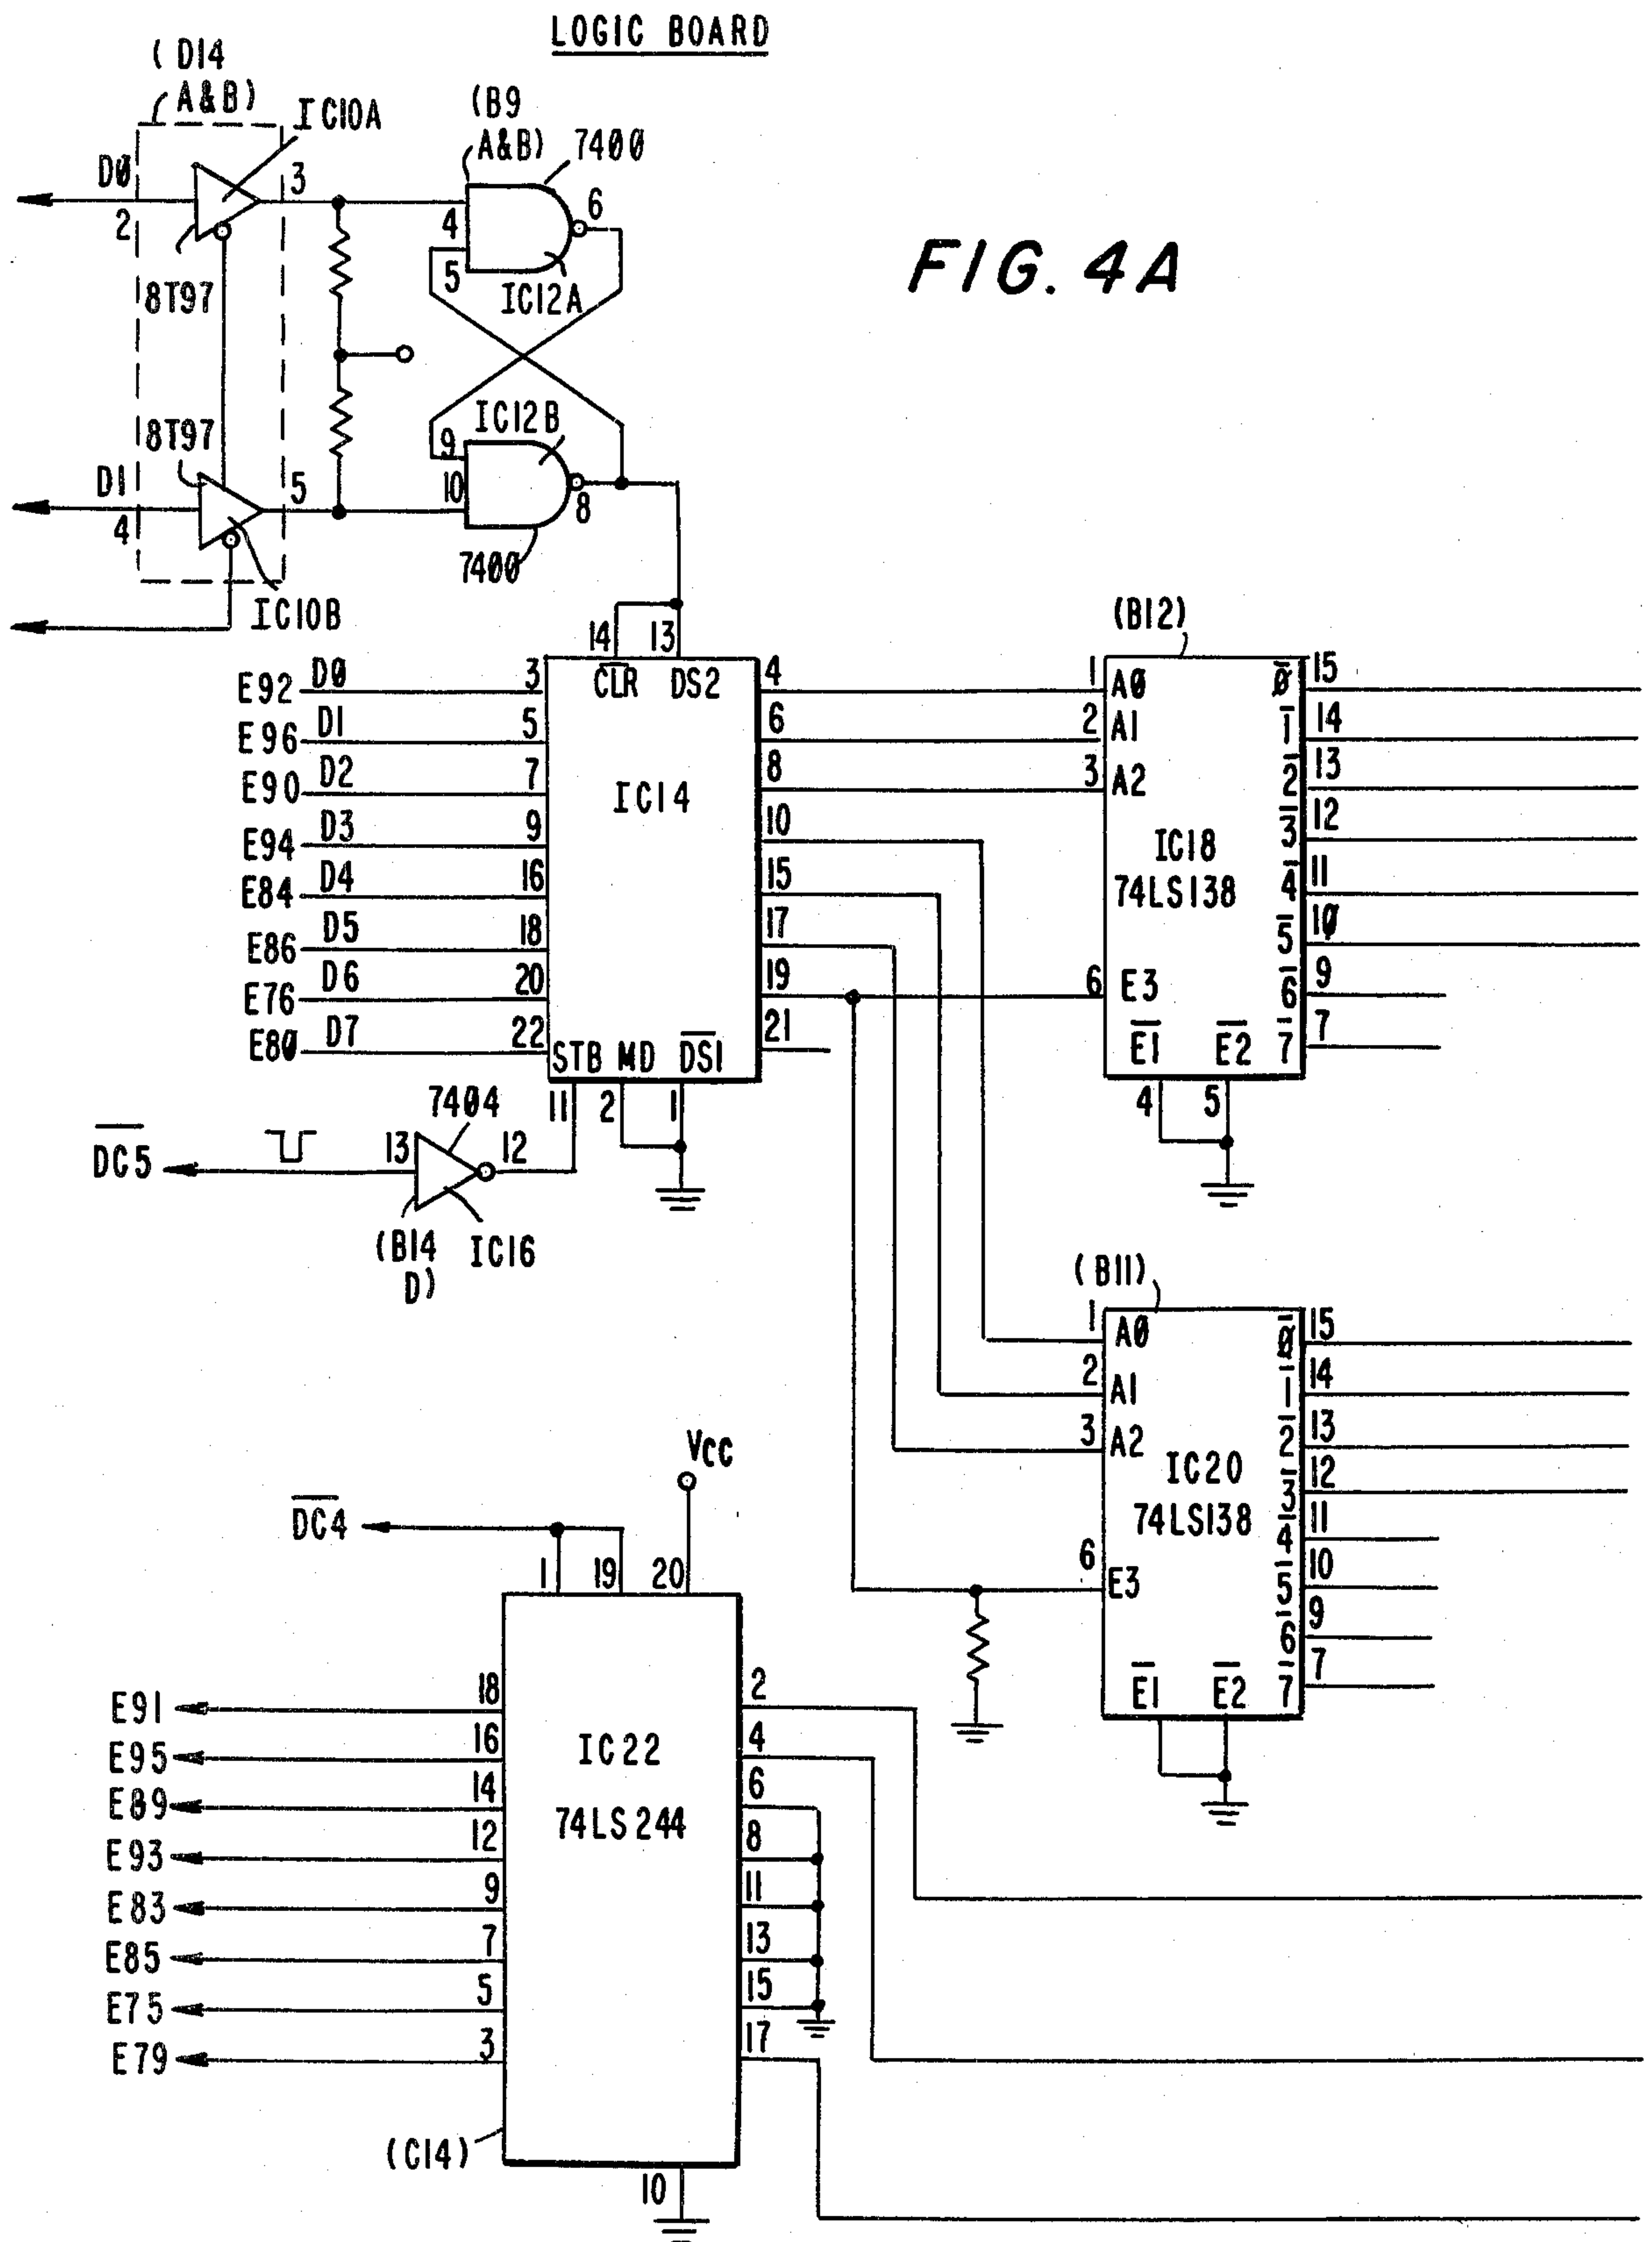 LOGIC BOARD
FIG. 4A
(D14
A&B)
IC10A
(B9
A&B)
7400
DØ
2
3
8T97
4
5
6
IC12A
8T97
D1
4
5
IC12B
9
10
8
7400
IC10B
14 13
CLR DS2
IC14
E92 DØ 3
E96 D1 5
E90 D2 7
E94 D3 9
E84 D4 16
E86 D5 18
E76 D6 20
E8Ø D7 22
4
6
8
10
15
17
19
21
STB MD DS1
11 2 1
DC5
13
7404
12
(B14
D)
IC16
(B12)
1 AØ
2 A1
3 A2
IC18
74LS138
6 E3
E1 E2
4 5
Ø 15
1 14
2 13
3 12
4 11
5 1Ø
6 9
7 7
(B11)
1 AØ
2 A1
3 A2
IC20
74LS138
6 E3
E1 E2
Ø 15
1 14
2 13
3 12
4 11
5 10
6 9
7 7
VCC
DC4
1 19 20
IC22
74LS244
E91 18
E95 16
E89 14
E93 12
E83 9
E85 7
E75 5
E79 3
2
4
6
8
11
13
15
17
(C14)
10